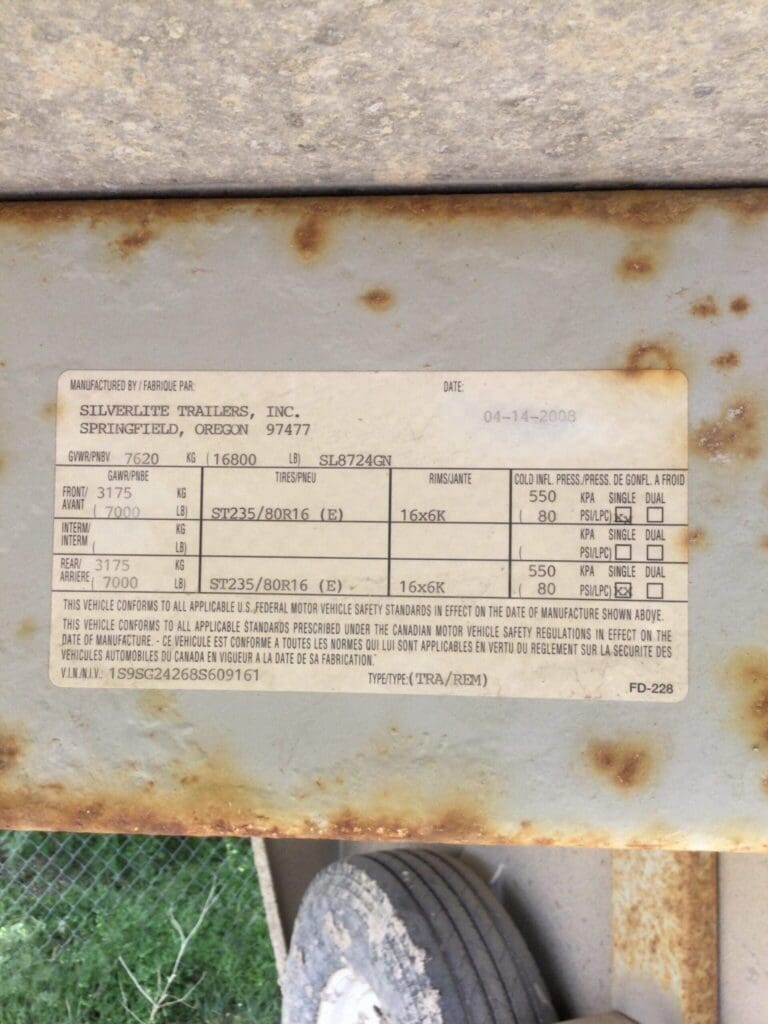 MANUFACTURED BY / FABRIQUE PAR: DATE:
SILVERLITE TRAILERS, INC. 04-14-2008
SPRINGFIELD, OREGON 97477
GVWR/PNBV 7620 KG (16800 LB) SL8724GN
GAWR/PNBE TIRES/PNEU RIMS/JANTE COLD INFL. PRESS./PRESS. DE GONFL. A FROID
FRONT/ 3175 KG 550 KPA SINGLE DUAL
AVANT ( 7000 LB) ST235/80R16 (E) 16x6K ( 80 PSI/LPC) xx
INTERM/ KG KPA SINGLE DUAL
INTERM ( LB) ( PSI/LPC)
REAR/ 3175 KG 550 KPA SINGLE DUAL
ARRIERE ( 7000 LB) ST235/80R16 (E) 16x6K ( 80 PSI/LPC) xx
THIS VEHICLE CONFORMS TO ALL APPLICABLE U.S. FEDERAL MOTOR VEHICLE SAFETY STANDARDS IN EFFECT ON THE DATE OF MANUFACTURE SHOWN ABOVE.
THIS VEHICLE CONFORMS TO ALL APPLICABLE STANDARDS PRESCRIBED UNDER THE CANADIAN MOTOR VEHICLE SAFETY REGULATIONS IN EFFECT ON THE
DATE OF MANUFACTURE. - CE VEHICULE EST CONFORME A TOUTES LES NORMES QUI LUI SONT APPLICABLES EN VERTU DU REGLEMENT SUR LA SECURITE DES
VEHICULES AUTOMOBILES DU CANADA EN VIGUEUR A LA DATE DE SA FABRICATION.
V.I.N./N.I.V. 1S9SG24268S609161 TYPE/TYPE: (TRA/REM)
FD-228